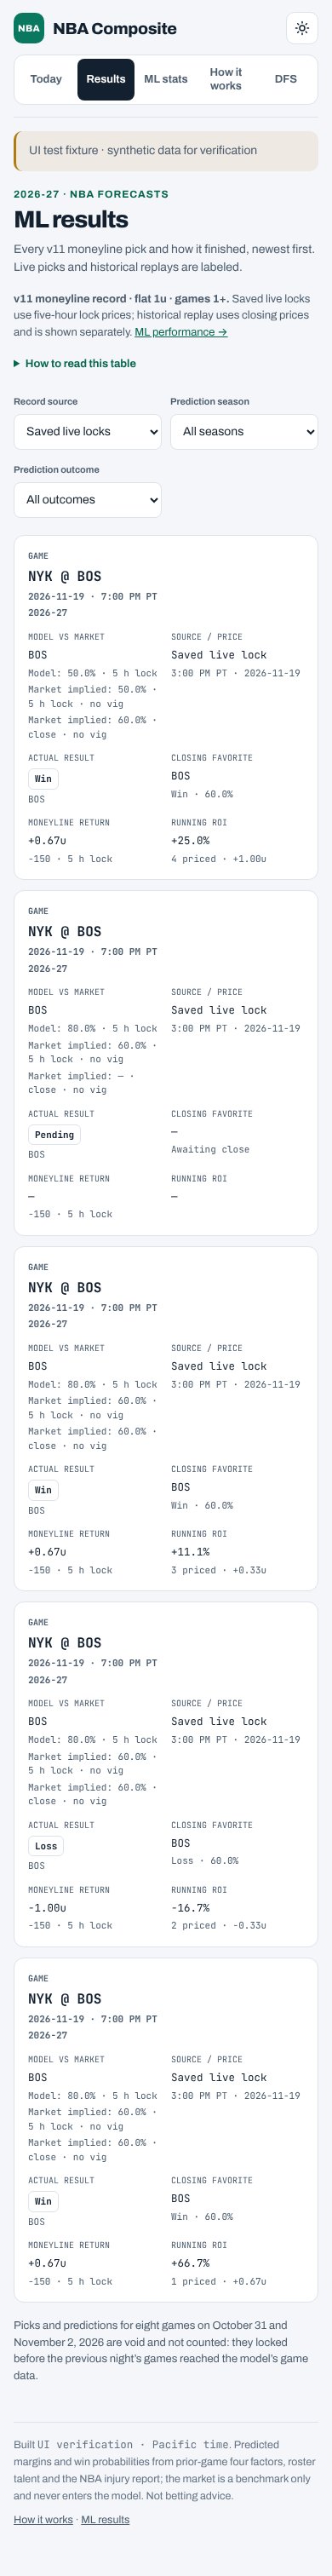 NBA NBA Composite
Today Results ML stats How it works DFS
UI test fixture · synthetic data for verification
2026-27 · NBA FORECASTS
ML results
Every v11 moneyline pick and how it finished, newest first.
Live picks and historical replays are labeled.
v11 moneyline record · flat 1u · games 1+. Saved live locks
use five-hour lock prices; historical replay uses closing prices
and is shown separately. ML performance →
▶ How to read this table
Record source Prediction season
Saved live locks All seasons
Prediction outcome
All outcomes
GAME
NYK @ BOS
2026-11-19 · 7:00 PM PT
2026-27
MODEL VS MARKET SOURCE / PRICE
BOS Saved live lock
Model: 50.0% · 5 h lock 3:00 PM PT · 2026-11-19
Market implied: 50.0% ·
5 h lock · no vig
Market implied: 60.0% ·
close · no vig
ACTUAL RESULT CLOSING FAVORITE
Win BOS
BOS Win · 60.0%
MONEYLINE RETURN RUNNING ROI
+0.67u +25.0%
-150 · 5 h lock 4 priced · +1.00u
GAME
NYK @ BOS
2026-11-19 · 7:00 PM PT
2026-27
MODEL VS MARKET SOURCE / PRICE
BOS Saved live lock
Model: 80.0% · 5 h lock 3:00 PM PT · 2026-11-19
Market implied: 60.0% ·
5 h lock · no vig
Market implied: — ·
close · no vig
ACTUAL RESULT CLOSING FAVORITE
Pending —
BOS Awaiting close
MONEYLINE RETURN RUNNING ROI
— —
-150 · 5 h lock
GAME
NYK @ BOS
2026-11-19 · 7:00 PM PT
2026-27
MODEL VS MARKET SOURCE / PRICE
BOS Saved live lock
Model: 80.0% · 5 h lock 3:00 PM PT · 2026-11-19
Market implied: 60.0% ·
5 h lock · no vig
Market implied: 60.0% ·
close · no vig
ACTUAL RESULT CLOSING FAVORITE
Win BOS
BOS Win · 60.0%
MONEYLINE RETURN RUNNING ROI
+0.67u +11.1%
-150 · 5 h lock 3 priced · +0.33u
GAME
NYK @ BOS
2026-11-19 · 7:00 PM PT
2026-27
MODEL VS MARKET SOURCE / PRICE
BOS Saved live lock
Model: 80.0% · 5 h lock 3:00 PM PT · 2026-11-19
Market implied: 60.0% ·
5 h lock · no vig
Market implied: 60.0% ·
close · no vig
ACTUAL RESULT CLOSING FAVORITE
Loss BOS
BOS Loss · 60.0%
MONEYLINE RETURN RUNNING ROI
-1.00u -16.7%
-150 · 5 h lock 2 priced · -0.33u
GAME
NYK @ BOS
2026-11-19 · 7:00 PM PT
2026-27
MODEL VS MARKET SOURCE / PRICE
BOS Saved live lock
Model: 80.0% · 5 h lock 3:00 PM PT · 2026-11-19
Market implied: 60.0% ·
5 h lock · no vig
Market implied: 60.0% ·
close · no vig
ACTUAL RESULT CLOSING FAVORITE
Win BOS
BOS Win · 60.0%
MONEYLINE RETURN RUNNING ROI
+0.67u +66.7%
-150 · 5 h lock 1 priced · +0.67u
Picks and predictions for eight games on October 31 and
November 2, 2026 are void and not counted: they locked
before the previous night's games reached the model's game
data.
Built UI verification · Pacific time. Predicted
margins and win probabilities from prior-game four factors, roster
talent and the NBA injury report; the market is a benchmark only
and never enters the model. Not betting advice.
How it works · ML results